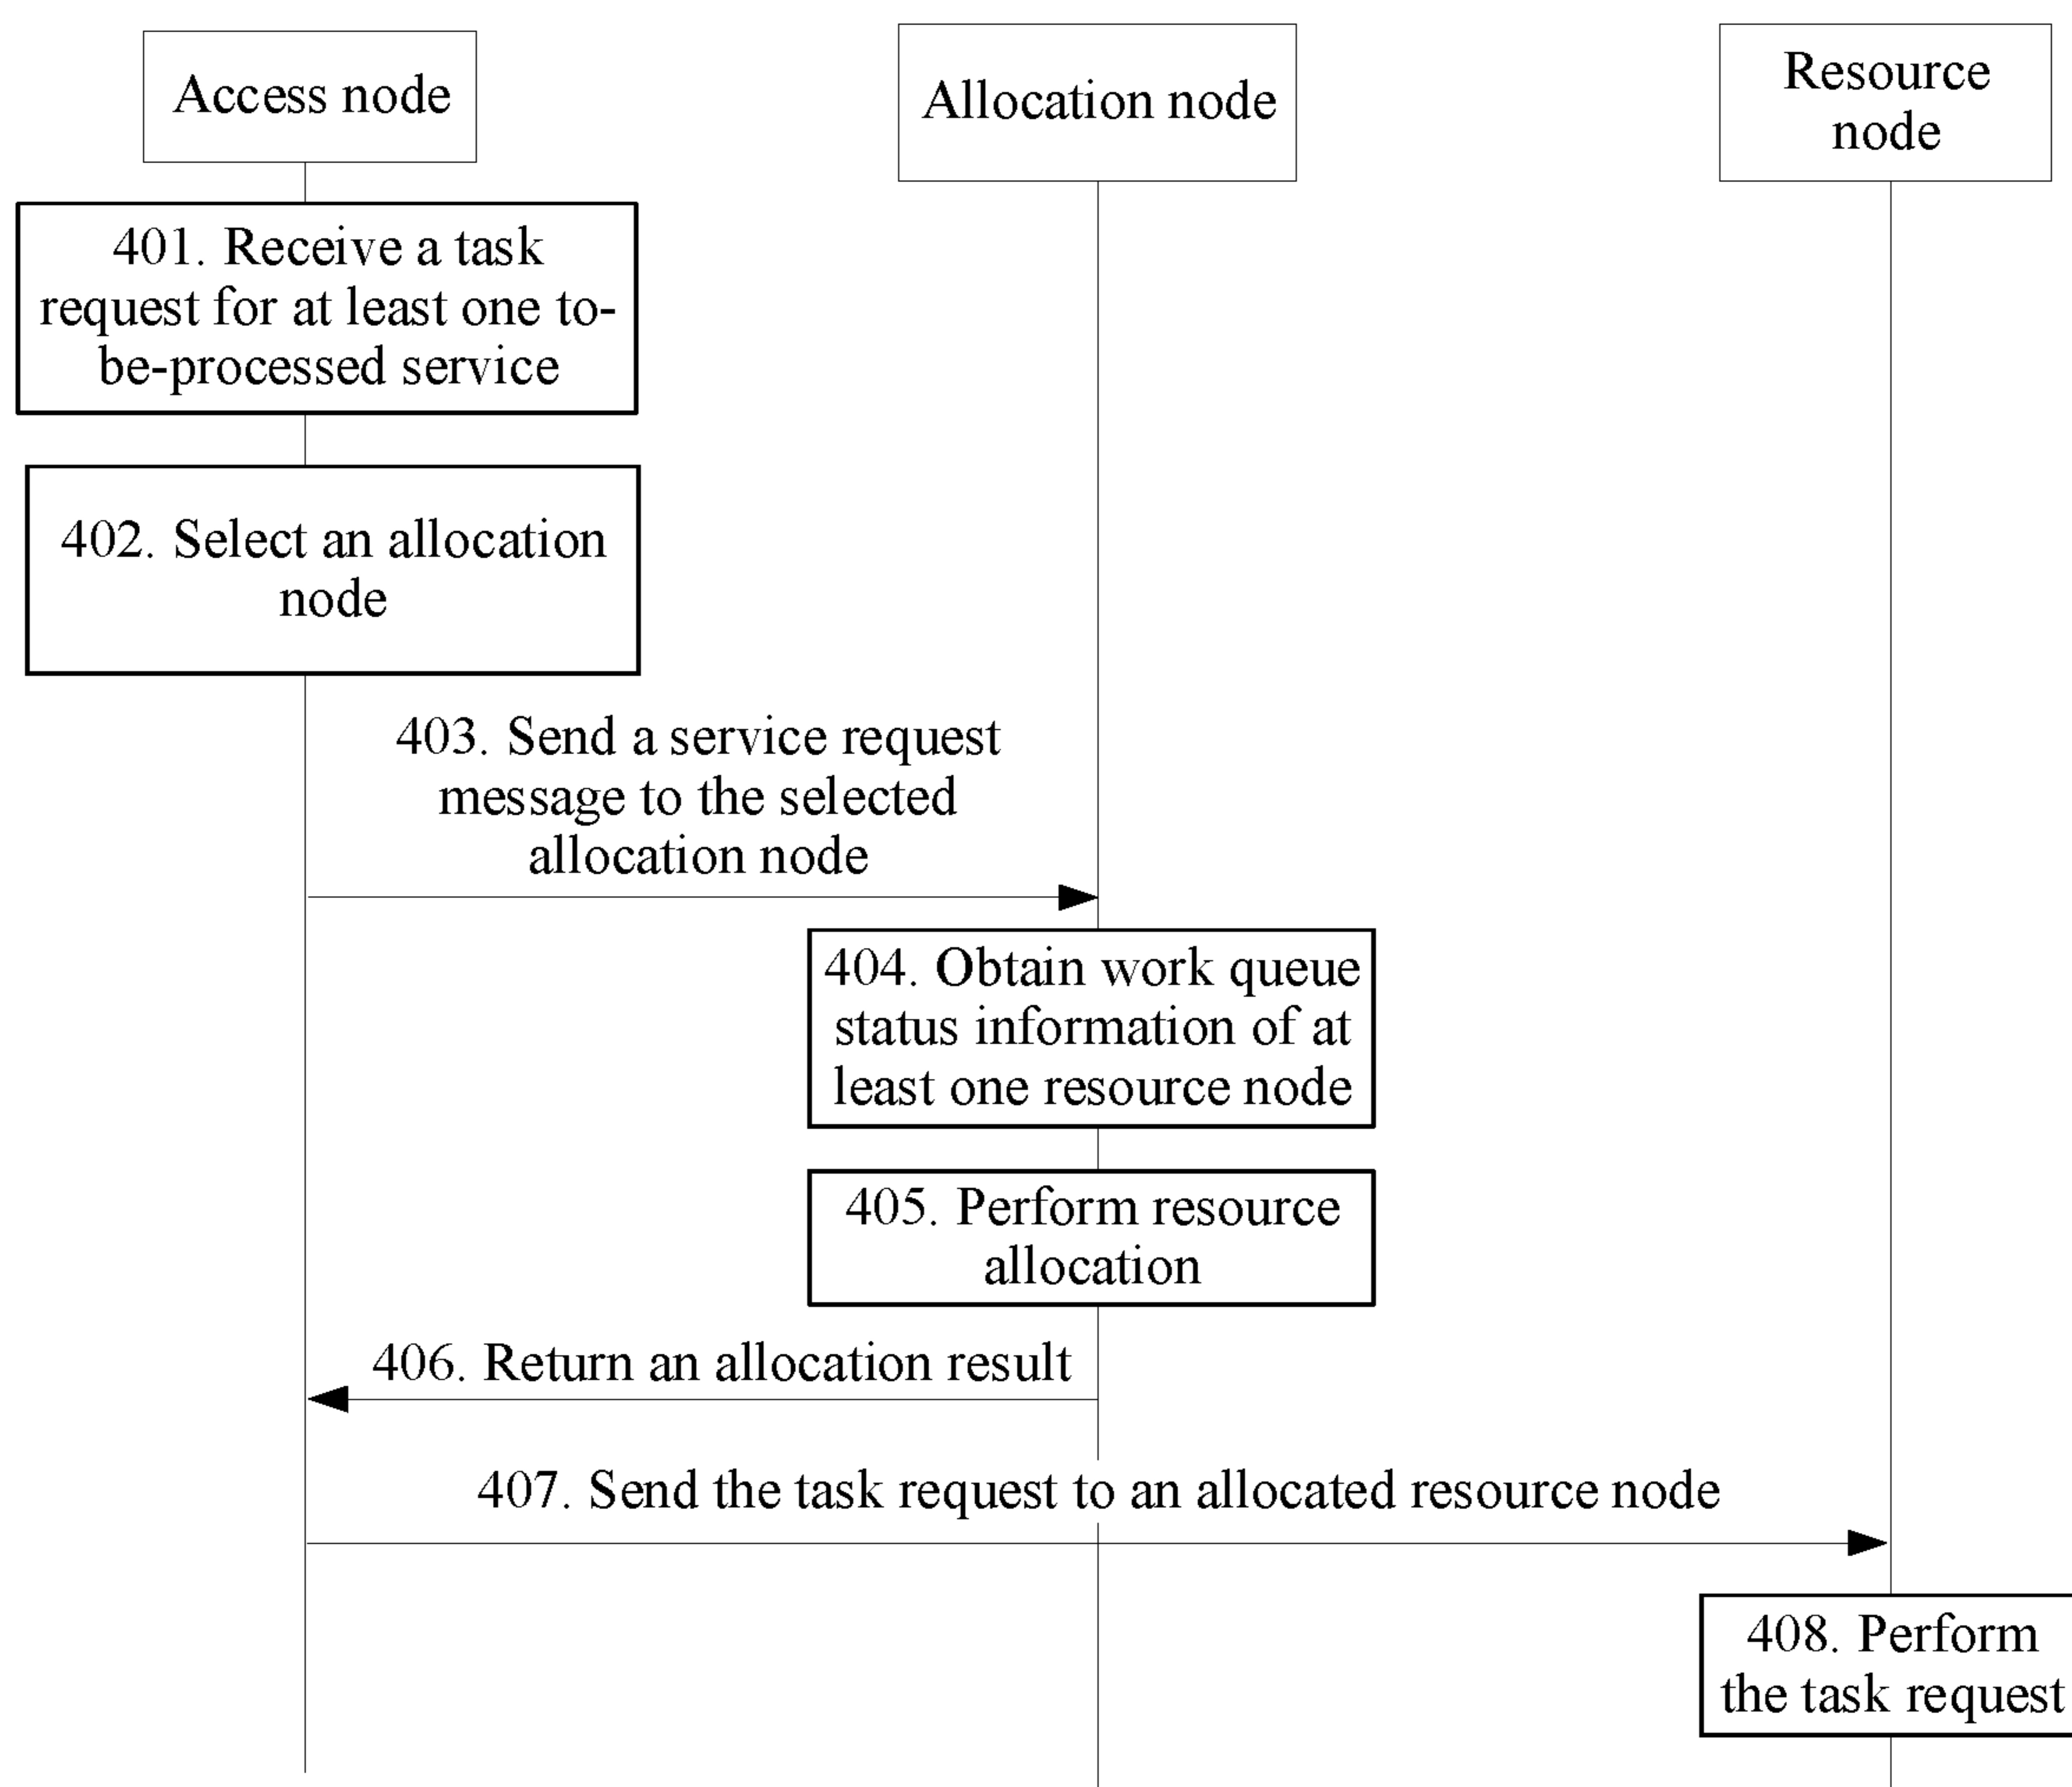 Access node
Allocation node
Resource
node
401. Receive a task
request for at least one to-
be-processed service
402. Select an allocation
node
403. Send a service request
message to the selected
allocation node
404. Obtain work queue
status information of at
least one resource node
405. Perform resource
allocation
406. Return an allocation result
407. Send the task request to an allocated resource node
408. Perform
the task request